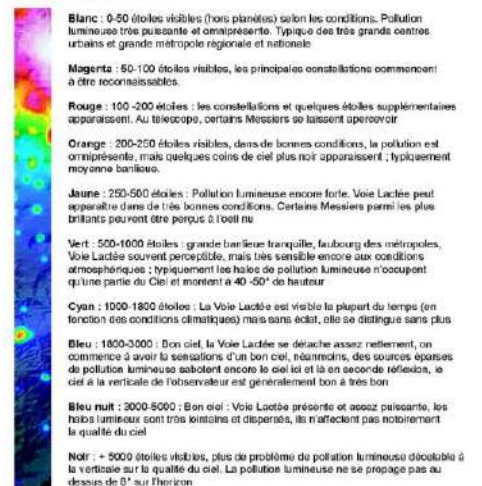 Blanc : 0-50 étoiles visibles (hors planètes) selon les conditions. Pollution
lumineuse très puissante et omniprésente. Typique des très grands centres
urbains et grande métropole régionale et nationale
Magenta : 50-100 étoiles visibles, les principales constellations commencent
à être reconnaissables.
Rouge : 100 -200 étoiles : les constellations et quelques étoiles supplémentaires
apparaissent. Au télescope, certains Messiers se laissent apercevoir
Orange : 200-250 étoiles visibles, dans de bonnes conditions, la pollution est
omniprésente, mais quelques coins de ciel plus noir apparaissent ; typiquement
moyenne banlieue.
Jaune : 250-500 étoiles : Pollution lumineuse encore forte. Voie Lactée peut
apparaître dans de très bonnes conditions. Certains Messiers parmi les plus
brillants peuvent être perçus à l'oeil nu
Vert : 500-1000 étoiles : grande banlieue tranquille, faubourg des métropoles,
Voie Lactée souvent perceptible, mais très sensible encore aux conditions
atmosphériques ; typiquement les halos de pollution lumineuse n'occupent
qu'une partie du Ciel et montent à 40 -50° de hauteur
Cyan : 1000-1800 étoiles : La Voie Lactée est visible la plupart du temps (en
fonction des conditions climatiques) mais sans éclat, elle se distingue sans plus
Bleu : 1800-3000 : Bon ciel, la Voie Lactée se détache assez nettement, on
commence à avoir la sensations d'un bon ciel, néanmoins, des sources éparses
de pollution lumineuse sabotent encore le ciel ici et là en seconde réflexion, le
ciel à la verticale de l'observateur est généralement bon à très bon
Bleu nuit : 3000-5000 : Bon ciel : Voie Lactée présente et assez puissante, les
halos lumineux sont très lointains et dispersés, ils n'affectent pas notoirement
la qualité du ciel
Noir : + 5000 étoiles visibles, plus de problème de pollution lumineuse décelable à
la verticale sur la qualité du ciel. La pollution lumineuse ne se propage pas au
dessus de 8° sur l'horizon